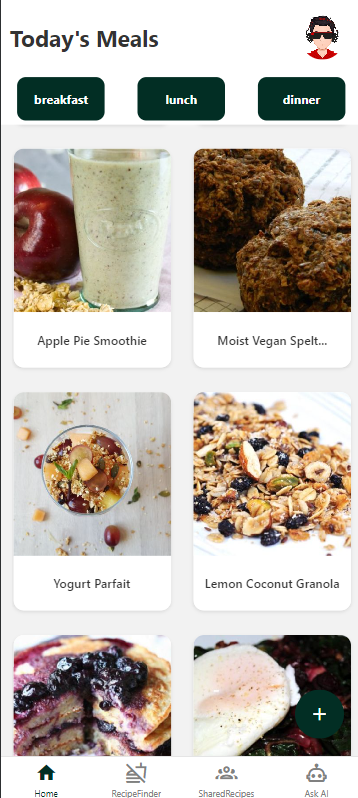 Today's Meals
breakfast
lunch
dinner
Apple Pie Smoothie
Moist Vegan Spelt...
Yogurt Parfait
Lemon Coconut Granola
+
Home
RecipeFinder
SharedRecipes
Ask AI